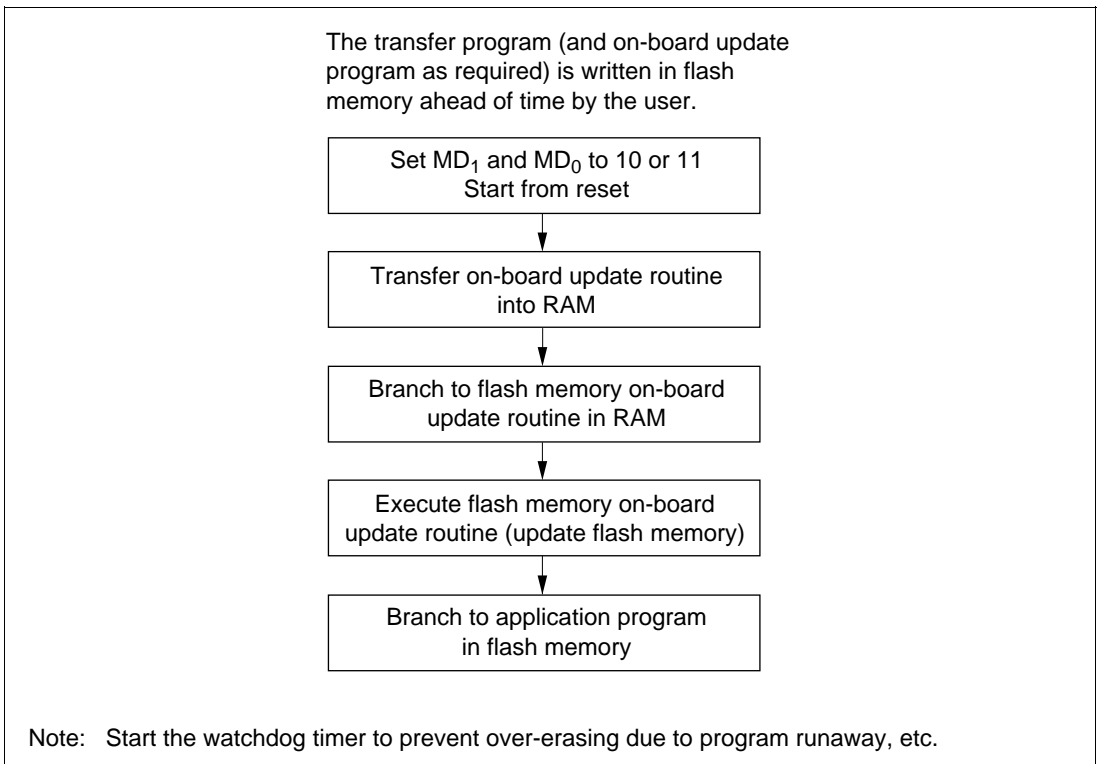 The transfer program (and on-board update
program as required) is written in flash
memory ahead of time by the user.
Set MD₁ and MD₀ to 10 or 11
Start from reset
Transfer on-board update routine
into RAM
Branch to flash memory on-board
update routine in RAM
Execute flash memory on-board
update routine (update flash memory)
Branch to application program
in flash memory
Note: Start the watchdog timer to prevent over-erasing due to program runaway, etc.